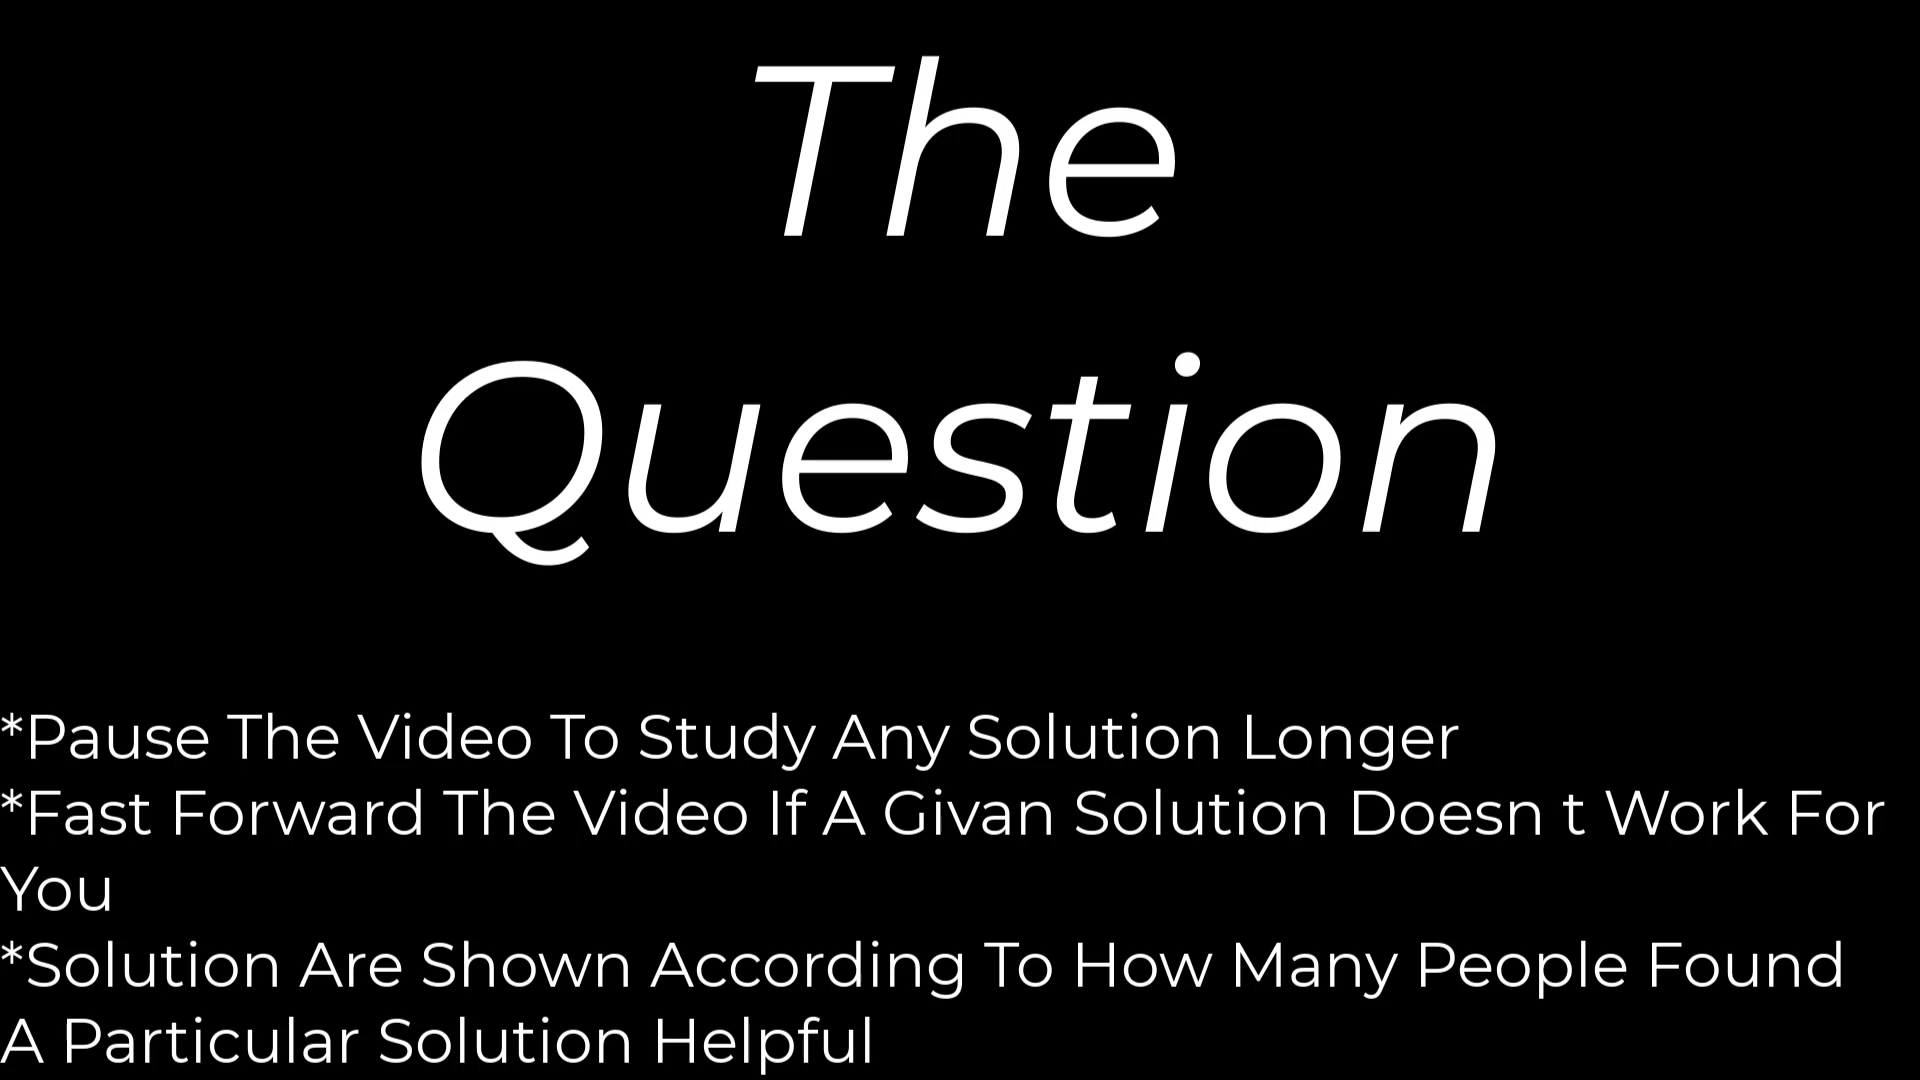 The
Question
*Pause The Video To Study Any Solution Longer
*Fast Forward The Video If A Givan Solution Doesn t Work For
You
*Solution Are Shown According To How Many People Found
A Particular Solution Helpful